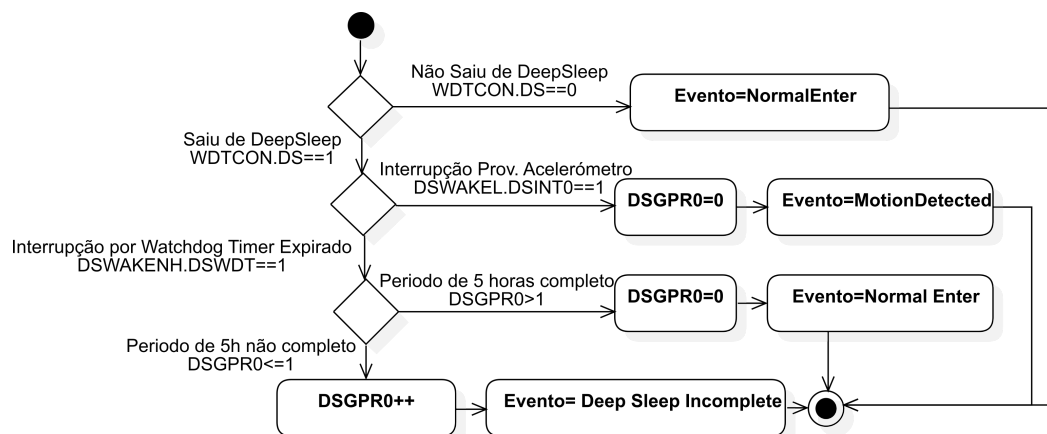 Não Saiu de DeepSleep
WDTCON.DS==0
Evento=NormalEnter
Saiu de DeepSleep
WDTCON.DS==1
Interrupção Prov. Acelerómetro
DSWAKEL.DSINT0==1
DSGPR0=0
Evento=MotionDetected
Interrupção por Watchdog Timer Expirado
DSWAKENH.DSWDT==1
Periodo de 5 horas completo
DSGPR0>1
DSGPR0=0
Evento=Normal Enter
Periodo de 5h não completo
DSGPR0<=1
DSGPR0++
Evento= Deep Sleep Incomplete